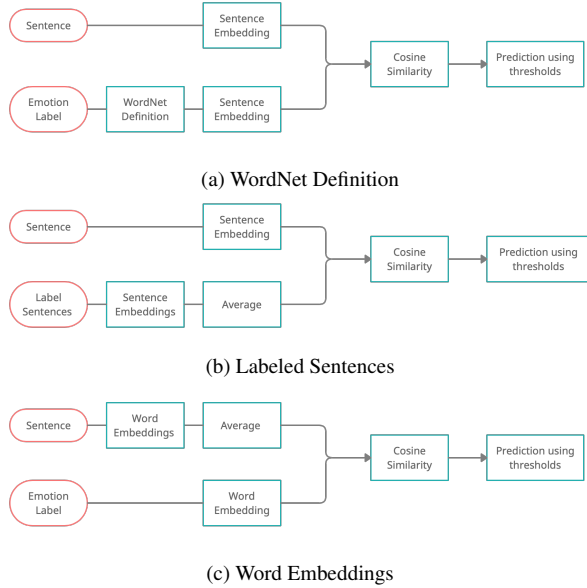 Sentence
Sentence
Embedding
Cosine
Similarity
Prediction using
thresholds
Emotion
Label
WordNet
Definition
Sentence
Embedding
(a) WordNet Definition
Sentence
Sentence
Embedding
Cosine
Similarity
Prediction using
thresholds
Label
Sentences
Sentence
Embeddings
Average
(b) Labeled Sentences
Sentence
Word
Embeddings
Average
Cosine
Similarity
Prediction using
thresholds
Emotion
Label
Word
Embedding
(c) Word Embeddings